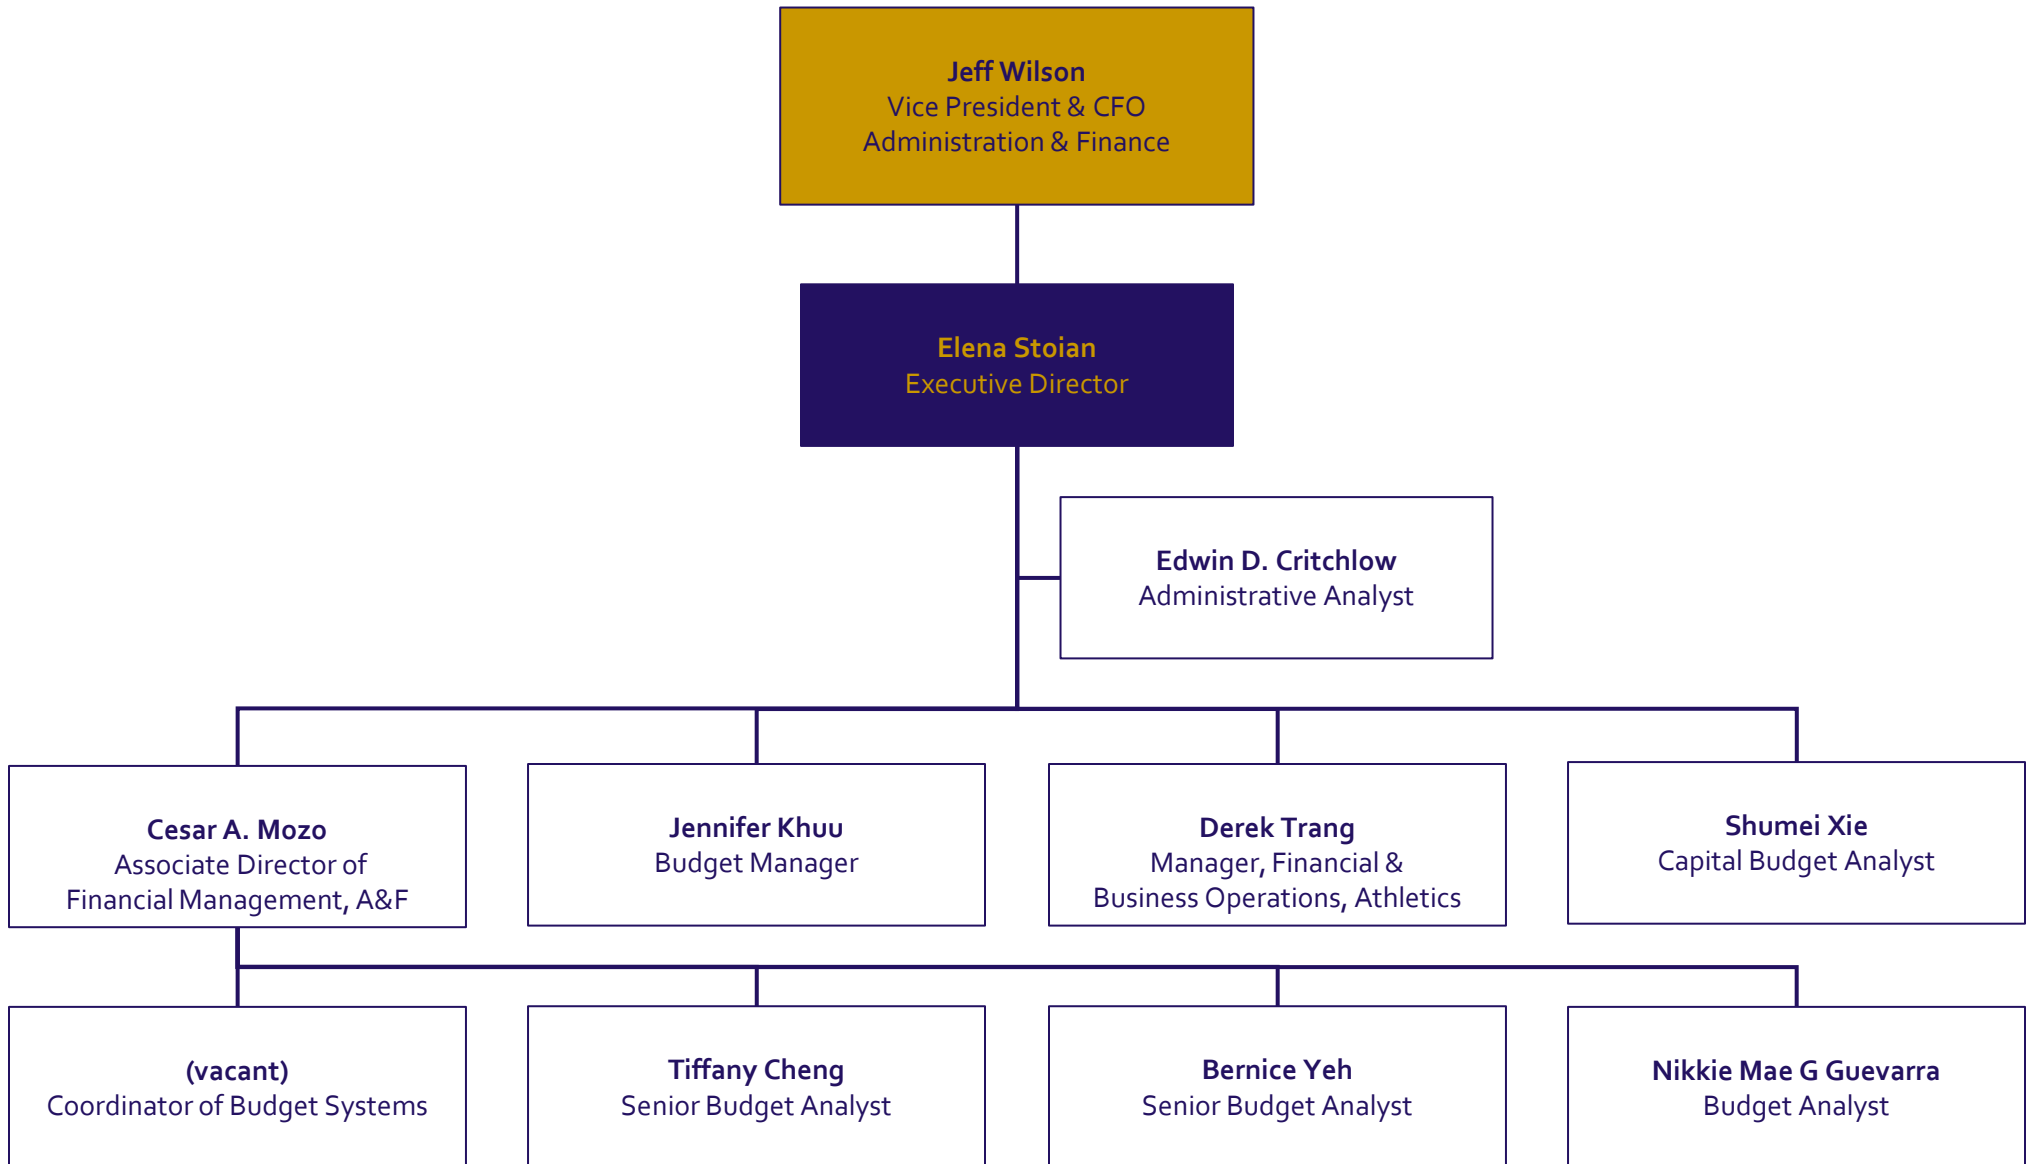 Jeff Wilson
Vice President & CFO
Administration & Finance
Elena Stoian
Executive Director
Edwin D. Critchlow
Administrative Analyst
Cesar A. Mozo
Associate Director of
Financial Management, A&F
Jennifer Khuu
Budget Manager
Derek Trang
Manager, Financial &
Business Operations, Athletics
Shumei Xie
Capital Budget Analyst
(vacant)
Coordinator of Budget Systems
Tiffany Cheng
Senior Budget Analyst
Bernice Yeh
Senior Budget Analyst
Nikkie Mae G Guevarra
Budget Analyst